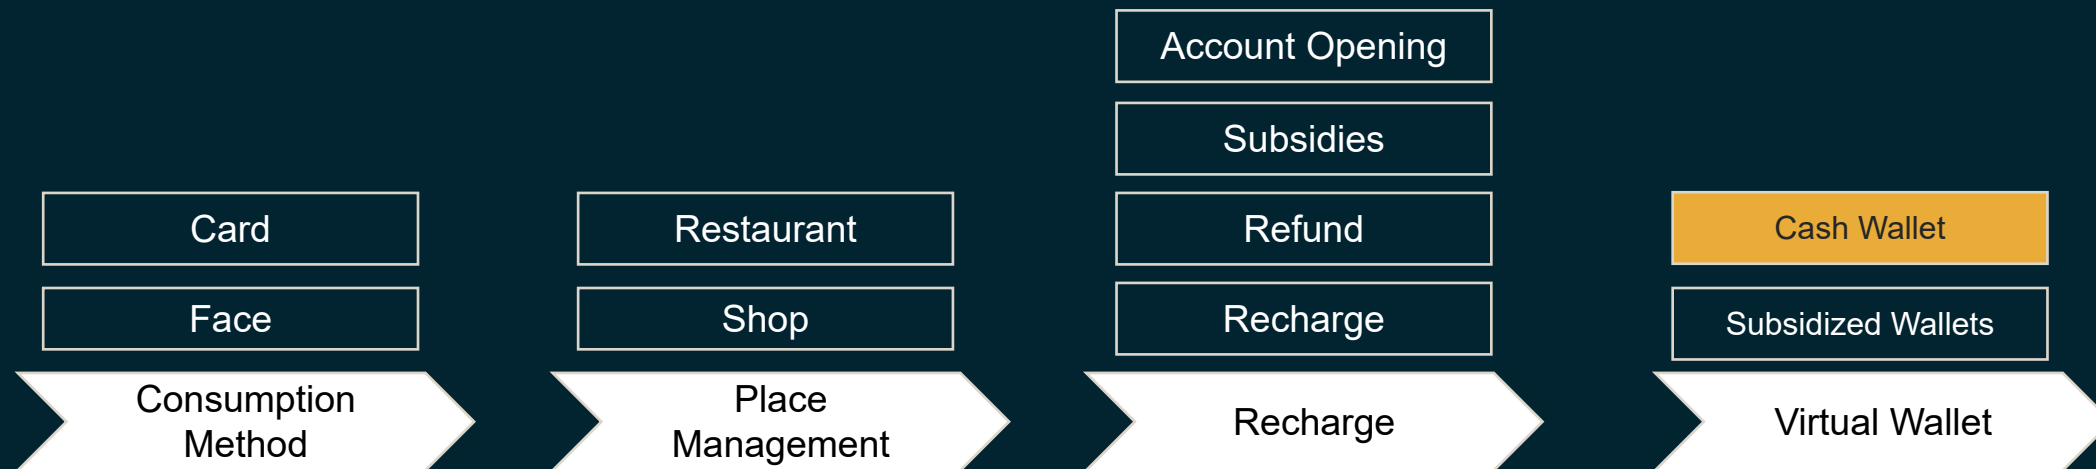 Account Opening
Subsidies
Card
Restaurant
Refund
Cash Wallet
Face
Shop
Recharge
Subsidized Wallets
Consumption
Method
Place
Management
Recharge
Virtual Wallet